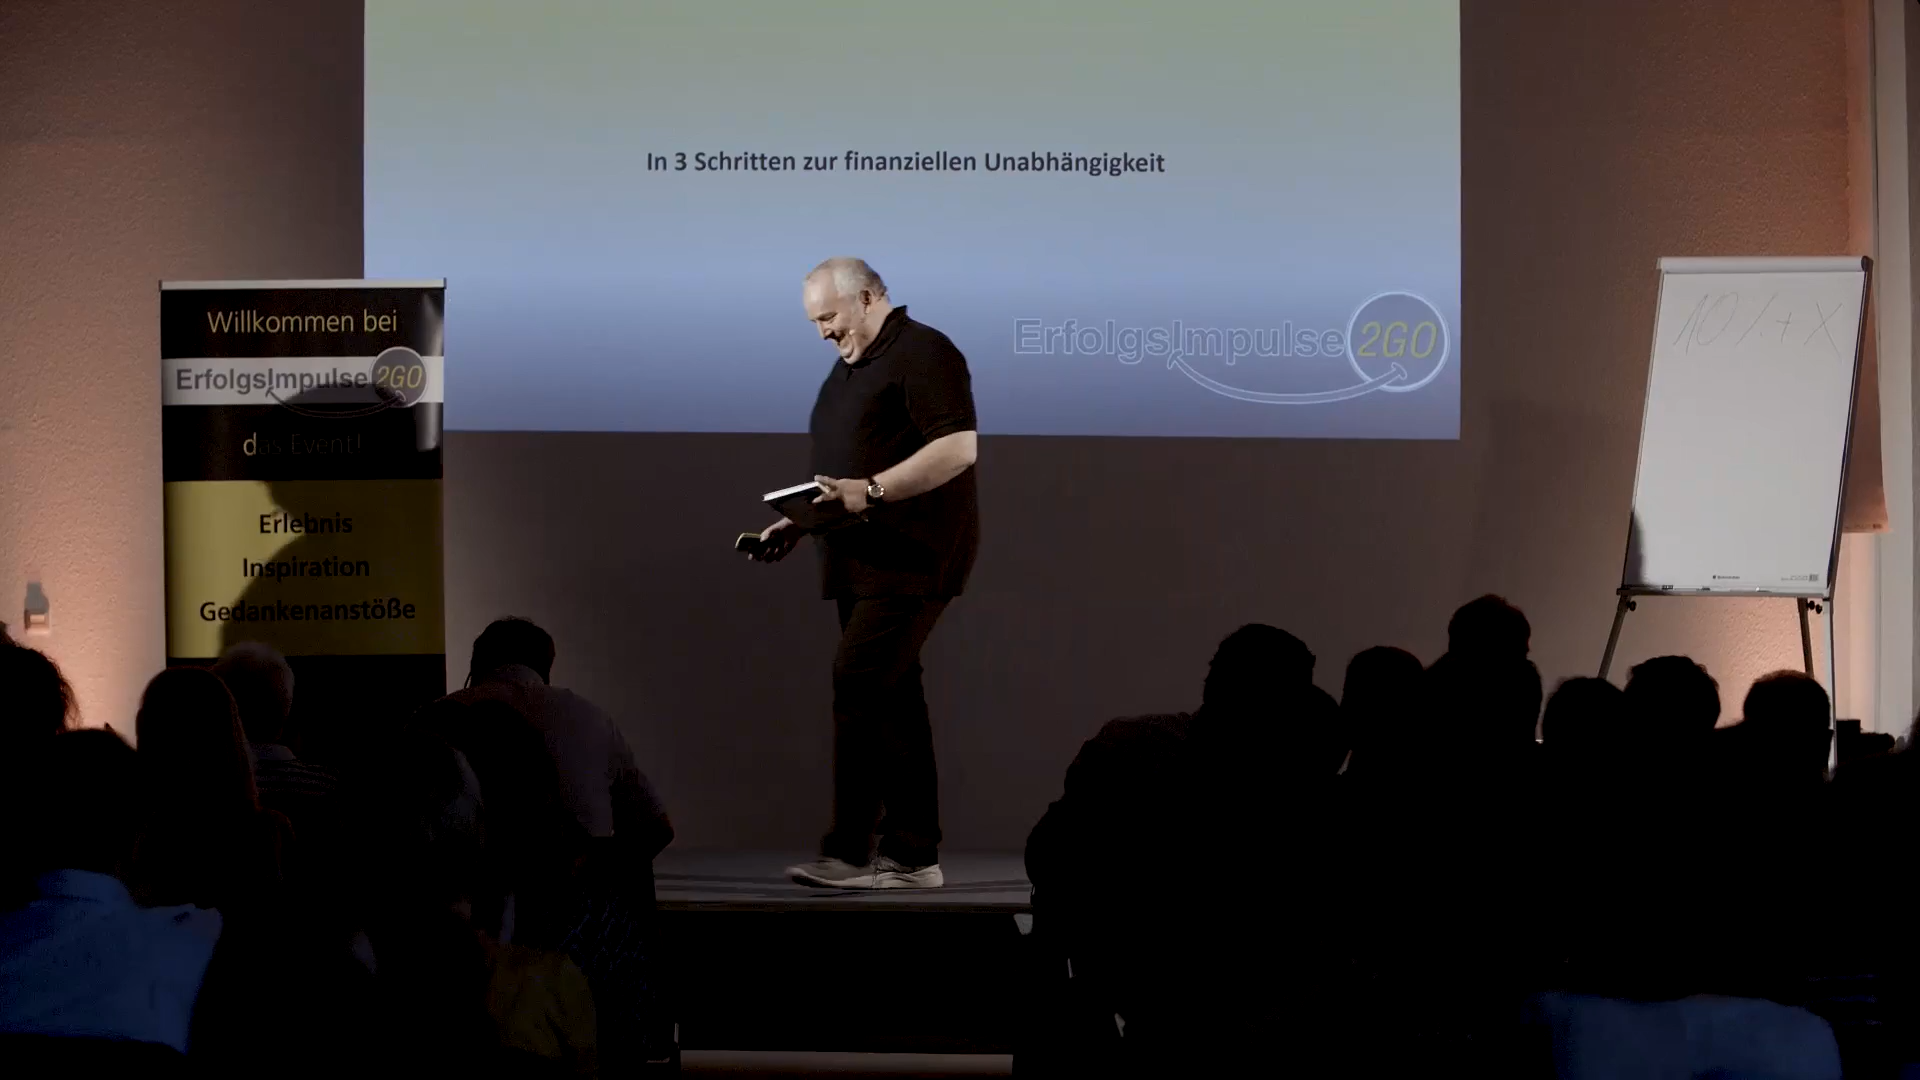 In 3 Schritten zur finanziellen Unabhängigkeit
ErfolgsImpulse 2GO
Willkommen bei
ErfolgsImpulse 2GO
das Event!
Erlebnis
Inspiration
Gedankenanstöße
10%+X